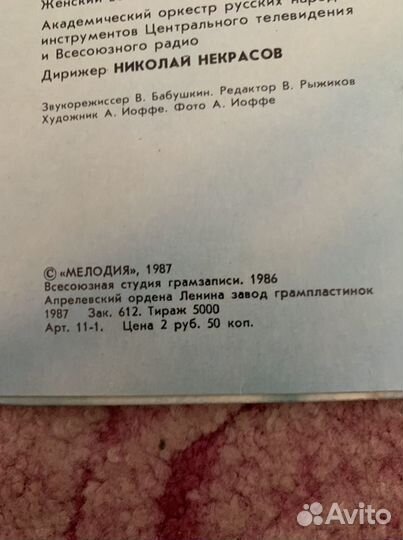 Женский
Академический оркестр русских
инструментов Центрального телевидения
и Всесоюзного радио
Дирижер НИКОЛАЙ НЕКРАСОВ
Звукорежиссер В. Бабушкин. Редактор В. Рыжиков
Художник А. Иоффе. Фото А. Иоффе
© «МЕЛОДИЯ», 1987
Всесоюзная студия грамзаписи. 1986
Апрелевский ордена Ленина завод грампластинок
1987 Зак. 612. Тираж 5000
Арт. 11-1. Цена 2 руб. 50 коп.
Avito